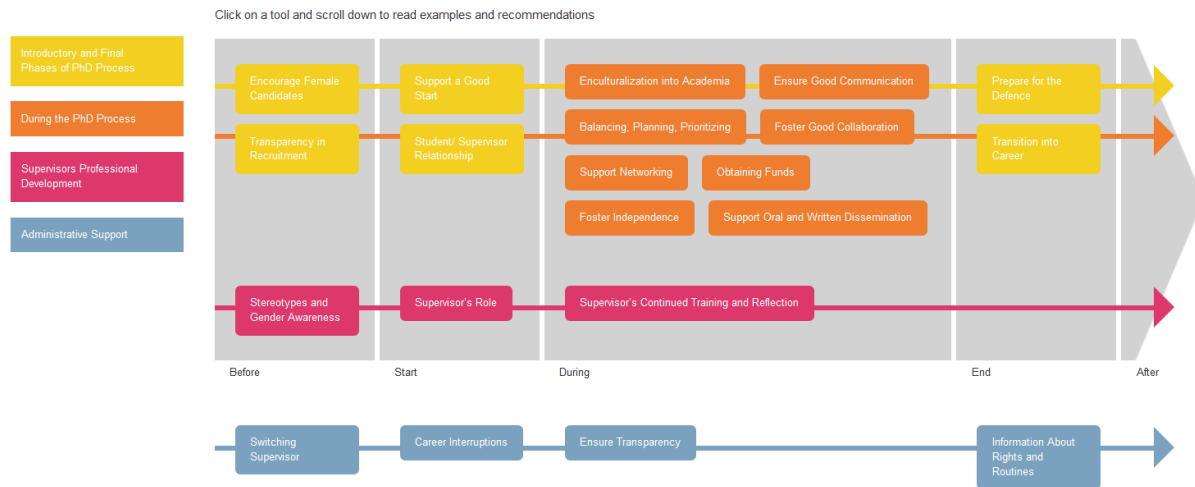 Click on a tool and scroll down to read examples and recommendations
Introductory and Final
Phases of PhD Process
During the PhD Process
Supervisors Professional
Development
Administrative Support
Encourage Female
Candidates
Support a Good
Start
Enculturalization into Academia
Ensure Good Communication
Prepare for the
Defence
Transparency in
Recruitment
Student/ Supervisor
Relationship
Balancing, Planning, Prioritizing
Foster Good Collaboration
Transition into
Career
Support Networking
Obtaining Funds
Foster Independence
Support Oral and Written Dissemination
Stereotypes and
Gender Awareness
Supervisor's Role
Supervisor's Continued Training and Reflection
Before
Start
During
End
After
Switching
Supervisor
Career Interruptions
Ensure Transparency
Information About
Rights and
Routines